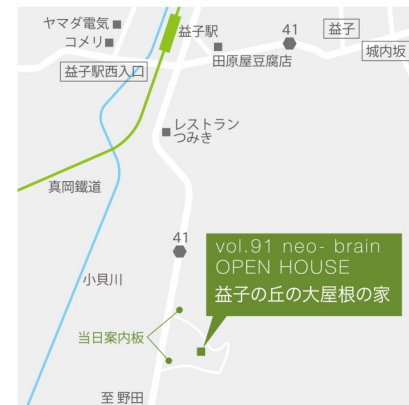 ヤマダ電気
コメリ
益子駅
益子駅西入口
田原屋豆腐店
41
益子
城内坂
レストラン
つみき
真岡鐵道
41
小貝川
vol.91 neo- brain
OPEN HOUSE
益子の丘の大屋根の家
当日案内板
至 野田